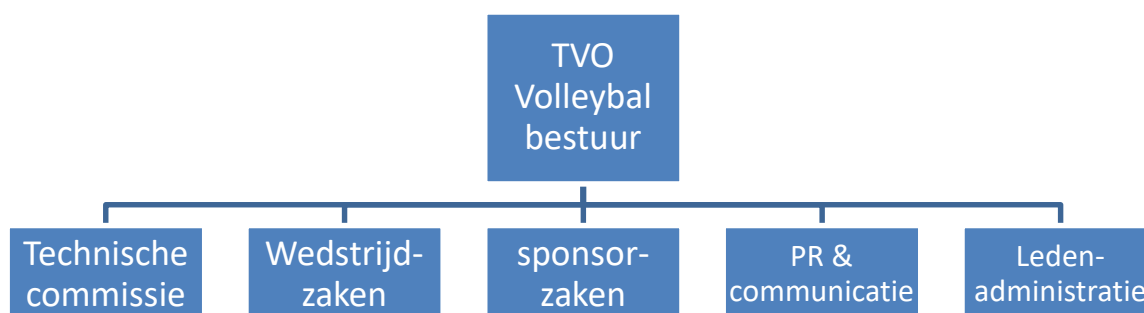 TVO
Volleybal
bestuur
Technische
commissie
Wedstrijd-
zaken
sponsor-
zaken
PR &
communicatie
Leden-
administratie